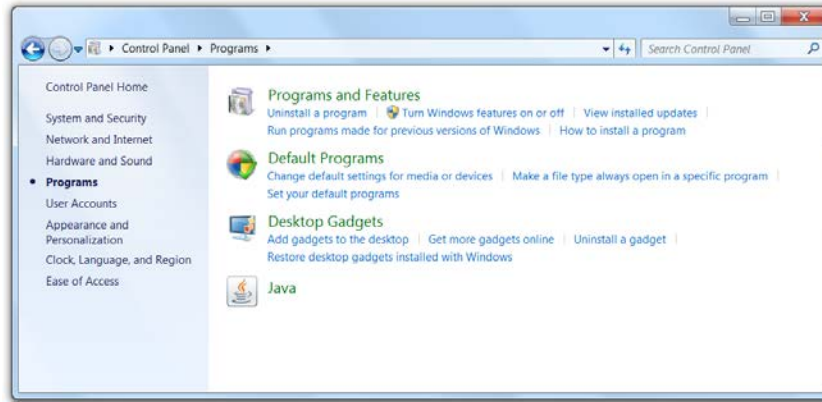 Control Panel Programs
Search Control Panel
Control Panel Home
System and Security
Network and Internet
Hardware and Sound
Programs
User Accounts
Appearance and
Personalization
Clock, Language, and Region
Ease of Access
Programs and Features
Uninstall a program Turn Windows features on or off View installed updates
Run programs made for previous versions of Windows How to install a program
Default Programs
Change default settings for media or devices Make a file type always open in a specific program
Set your default programs
Desktop Gadgets
Add gadgets to the desktop Get more gadgets online Uninstall a gadget
Restore desktop gadgets installed with Windows
Java